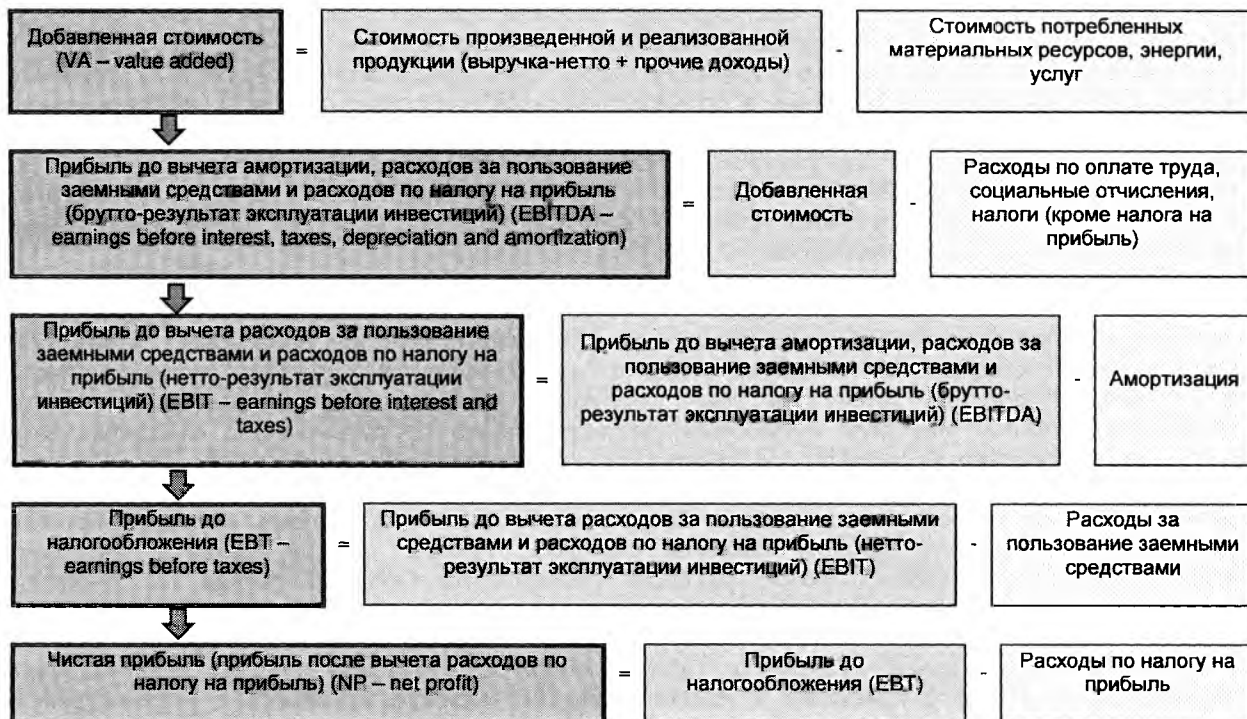 Добавленная стоимость
(VA – value added)
=
Стоимость произведенной и реализованной
продукции (выручка-нетто + прочие доходы)
-
Стоимость потребленных
материальных ресурсов, энергии,
услуг
Прибыль до вычета амортизации, расходов за пользование
заемными средствами и расходов по налогу на прибыль
(брутто-результат эксплуатации инвестиций) (EBITDA –
earnings before interest, taxes, depreciation and amortization)
=
Добавленная
стоимость
-
Расходы по оплате труда,
социальные отчисления,
налоги (кроме налога на
прибыль)
Прибыль до вычета расходов за пользование
заемными средствами и расходов по налогу на
прибыль (нетто-результат эксплуатации
инвестиций) (EBIT – earnings before interest and
taxes)
=
Прибыль до вычета амортизации, расходов за
пользование заемными средствами и
расходов по налогу на прибыль (брутто-
результат эксплуатации инвестиций) (EBITDA)
-
Амортизация
Прибыль до
налогообложения (EBT –
earnings before taxes)
=
Прибыль до вычета расходов за пользование заемными
средствами и расходов по налогу на прибыль (нетто-
результат эксплуатации инвестиций) (EBIT)
-
Расходы за
пользование заемными
средствами
Чистая прибыль (прибыль после вычета расходов по
налогу на прибыль) (NP – net profit)
=
Прибыль до
налогообложения (EBT)
-
Расходы по налогу на
прибыль